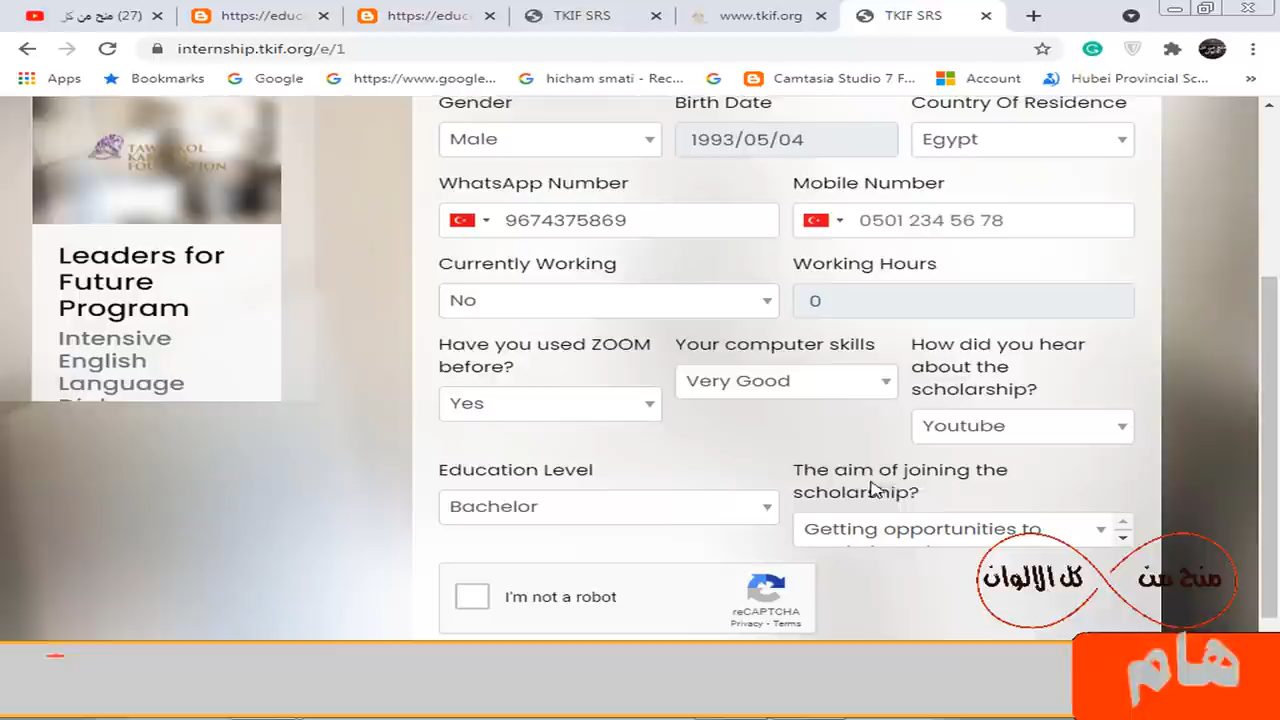 (27) منح من كل
https://educ
https://educ
TKIF SRS
www.tkif.org
TKIF SRS
internship.tkif.org/e/1
Apps
Bookmarks
Google
https://www.google...
hicham smati - Rec...
Camtasia Studio 7 F...
Account
Hubei Provincial Sc...
»
Leaders for
Future
Program
Intensive
English
Language
Gender
Birth Date
Country Of Residence
Male
1993/05/04
Egypt
WhatsApp Number
Mobile Number
9674375869
0501 234 56 78
Currently Working
Working Hours
No
0
Have you used ZOOM
before?
Your computer skills
How did you hear
about the
scholarship?
Yes
Very Good
Youtube
Education Level
The aim of joining the
scholarship?
Bachelor
Getting opportunities to
I'm not a robot
reCAPTCHA
Privacy - Terms
منح من
كل الالوان
هام